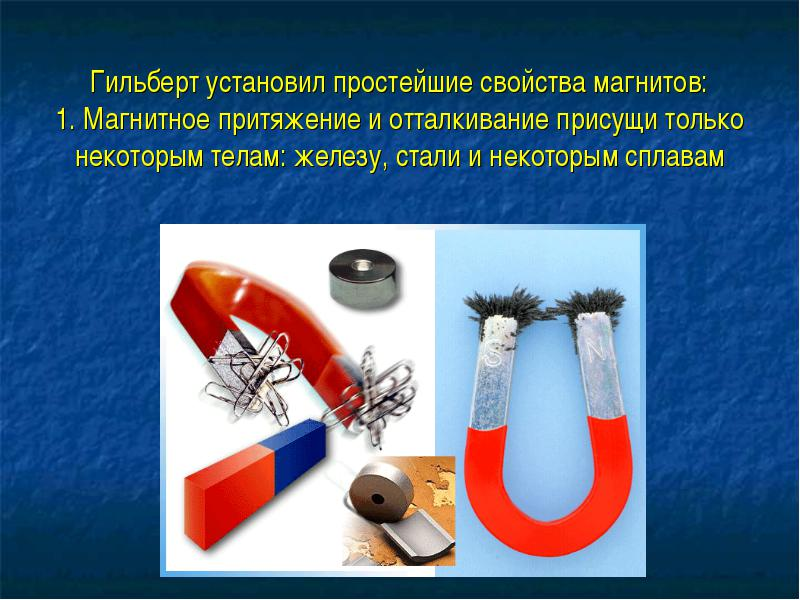 Гильберт установил простейшие свойства магнитов:
1. Магнитное притяжение и отталкивание присущи только
некоторым телам: железу, стали и некоторым сплавам
S N